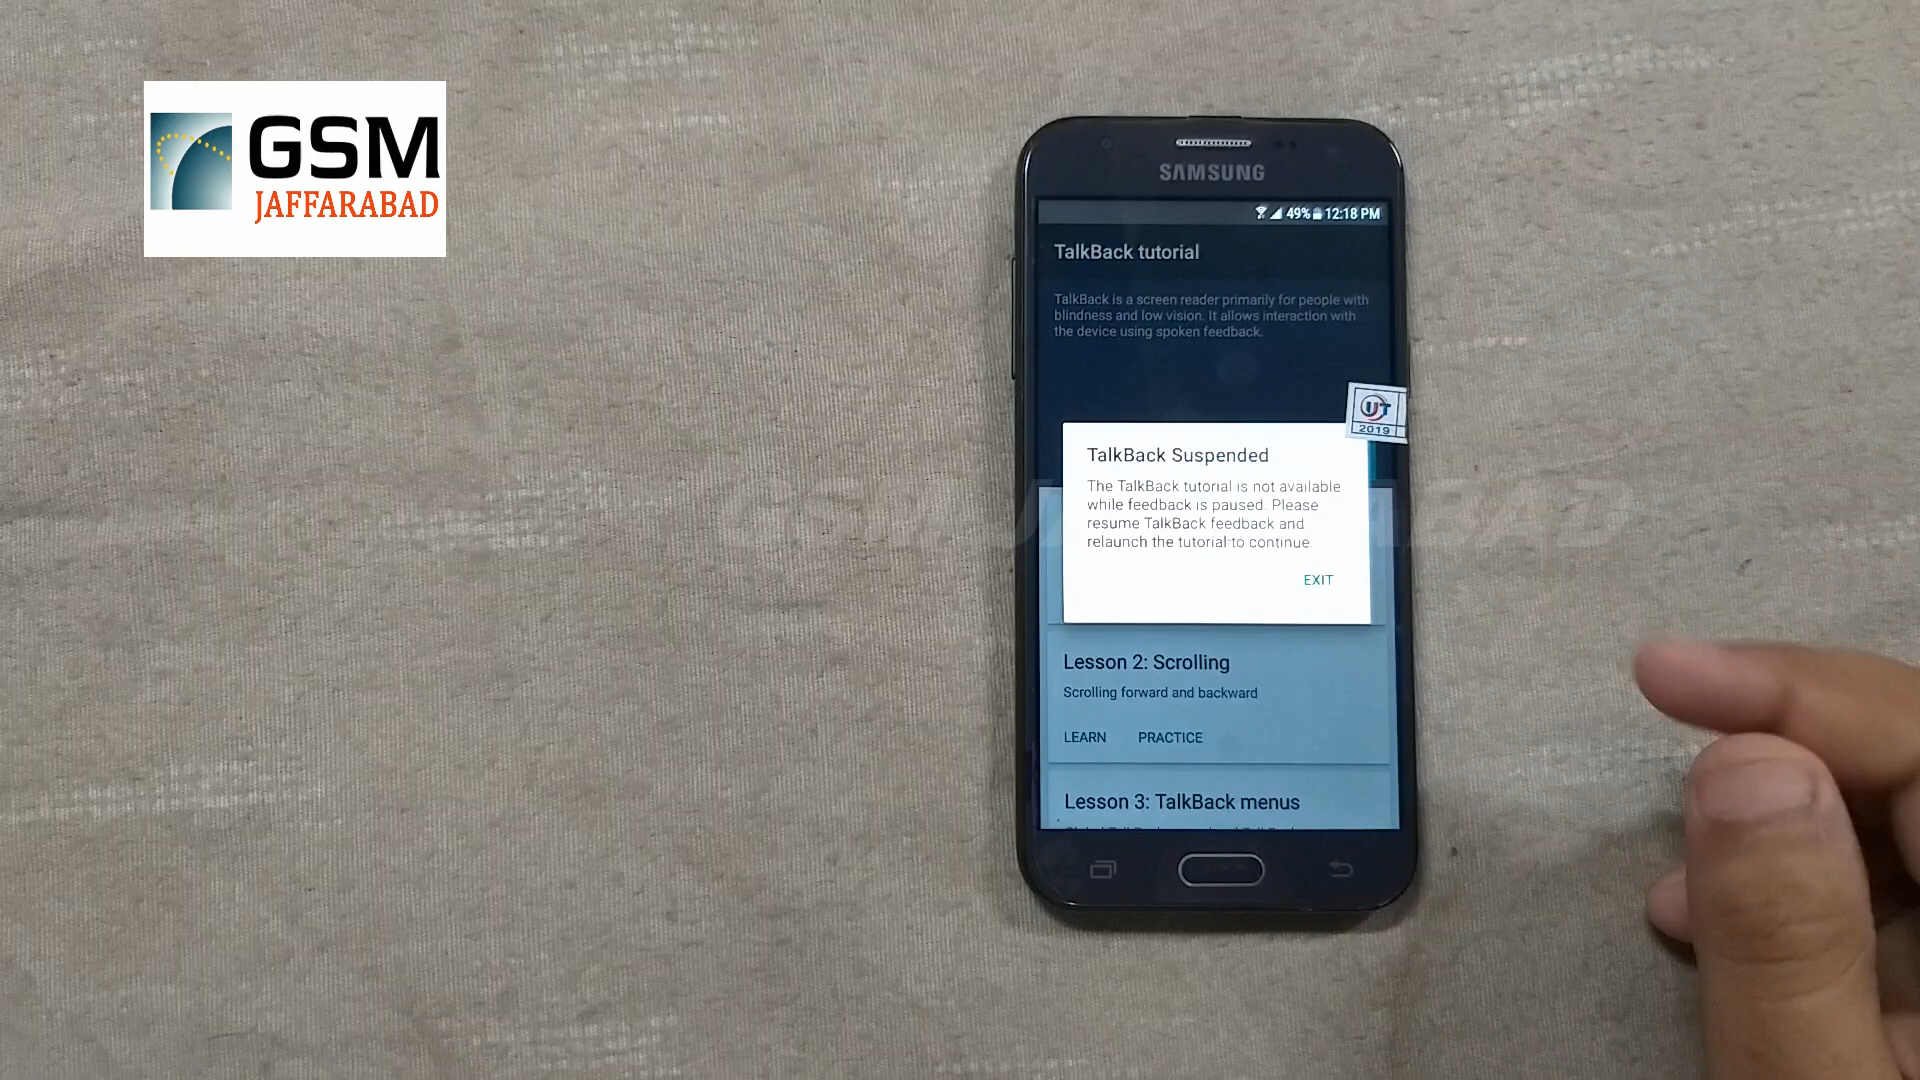 GSM
JAFFARABAD
SAMSUNG
49% 12:18 PM
TalkBack tutorial
TalkBack is a screen reader primarily for people with
blindness and low vision. It allows interaction with
the device using spoken feedback.
UT
2019
TalkBack Suspended
The TalkBack tutorial is not available
while feedback is paused. Please
resume TalkBack feedback and
relaunch the tutorial to continue.
EXIT
Lesson 2: Scrolling
Scrolling forward and backward
LEARN PRACTICE
Lesson 3: TalkBack menus